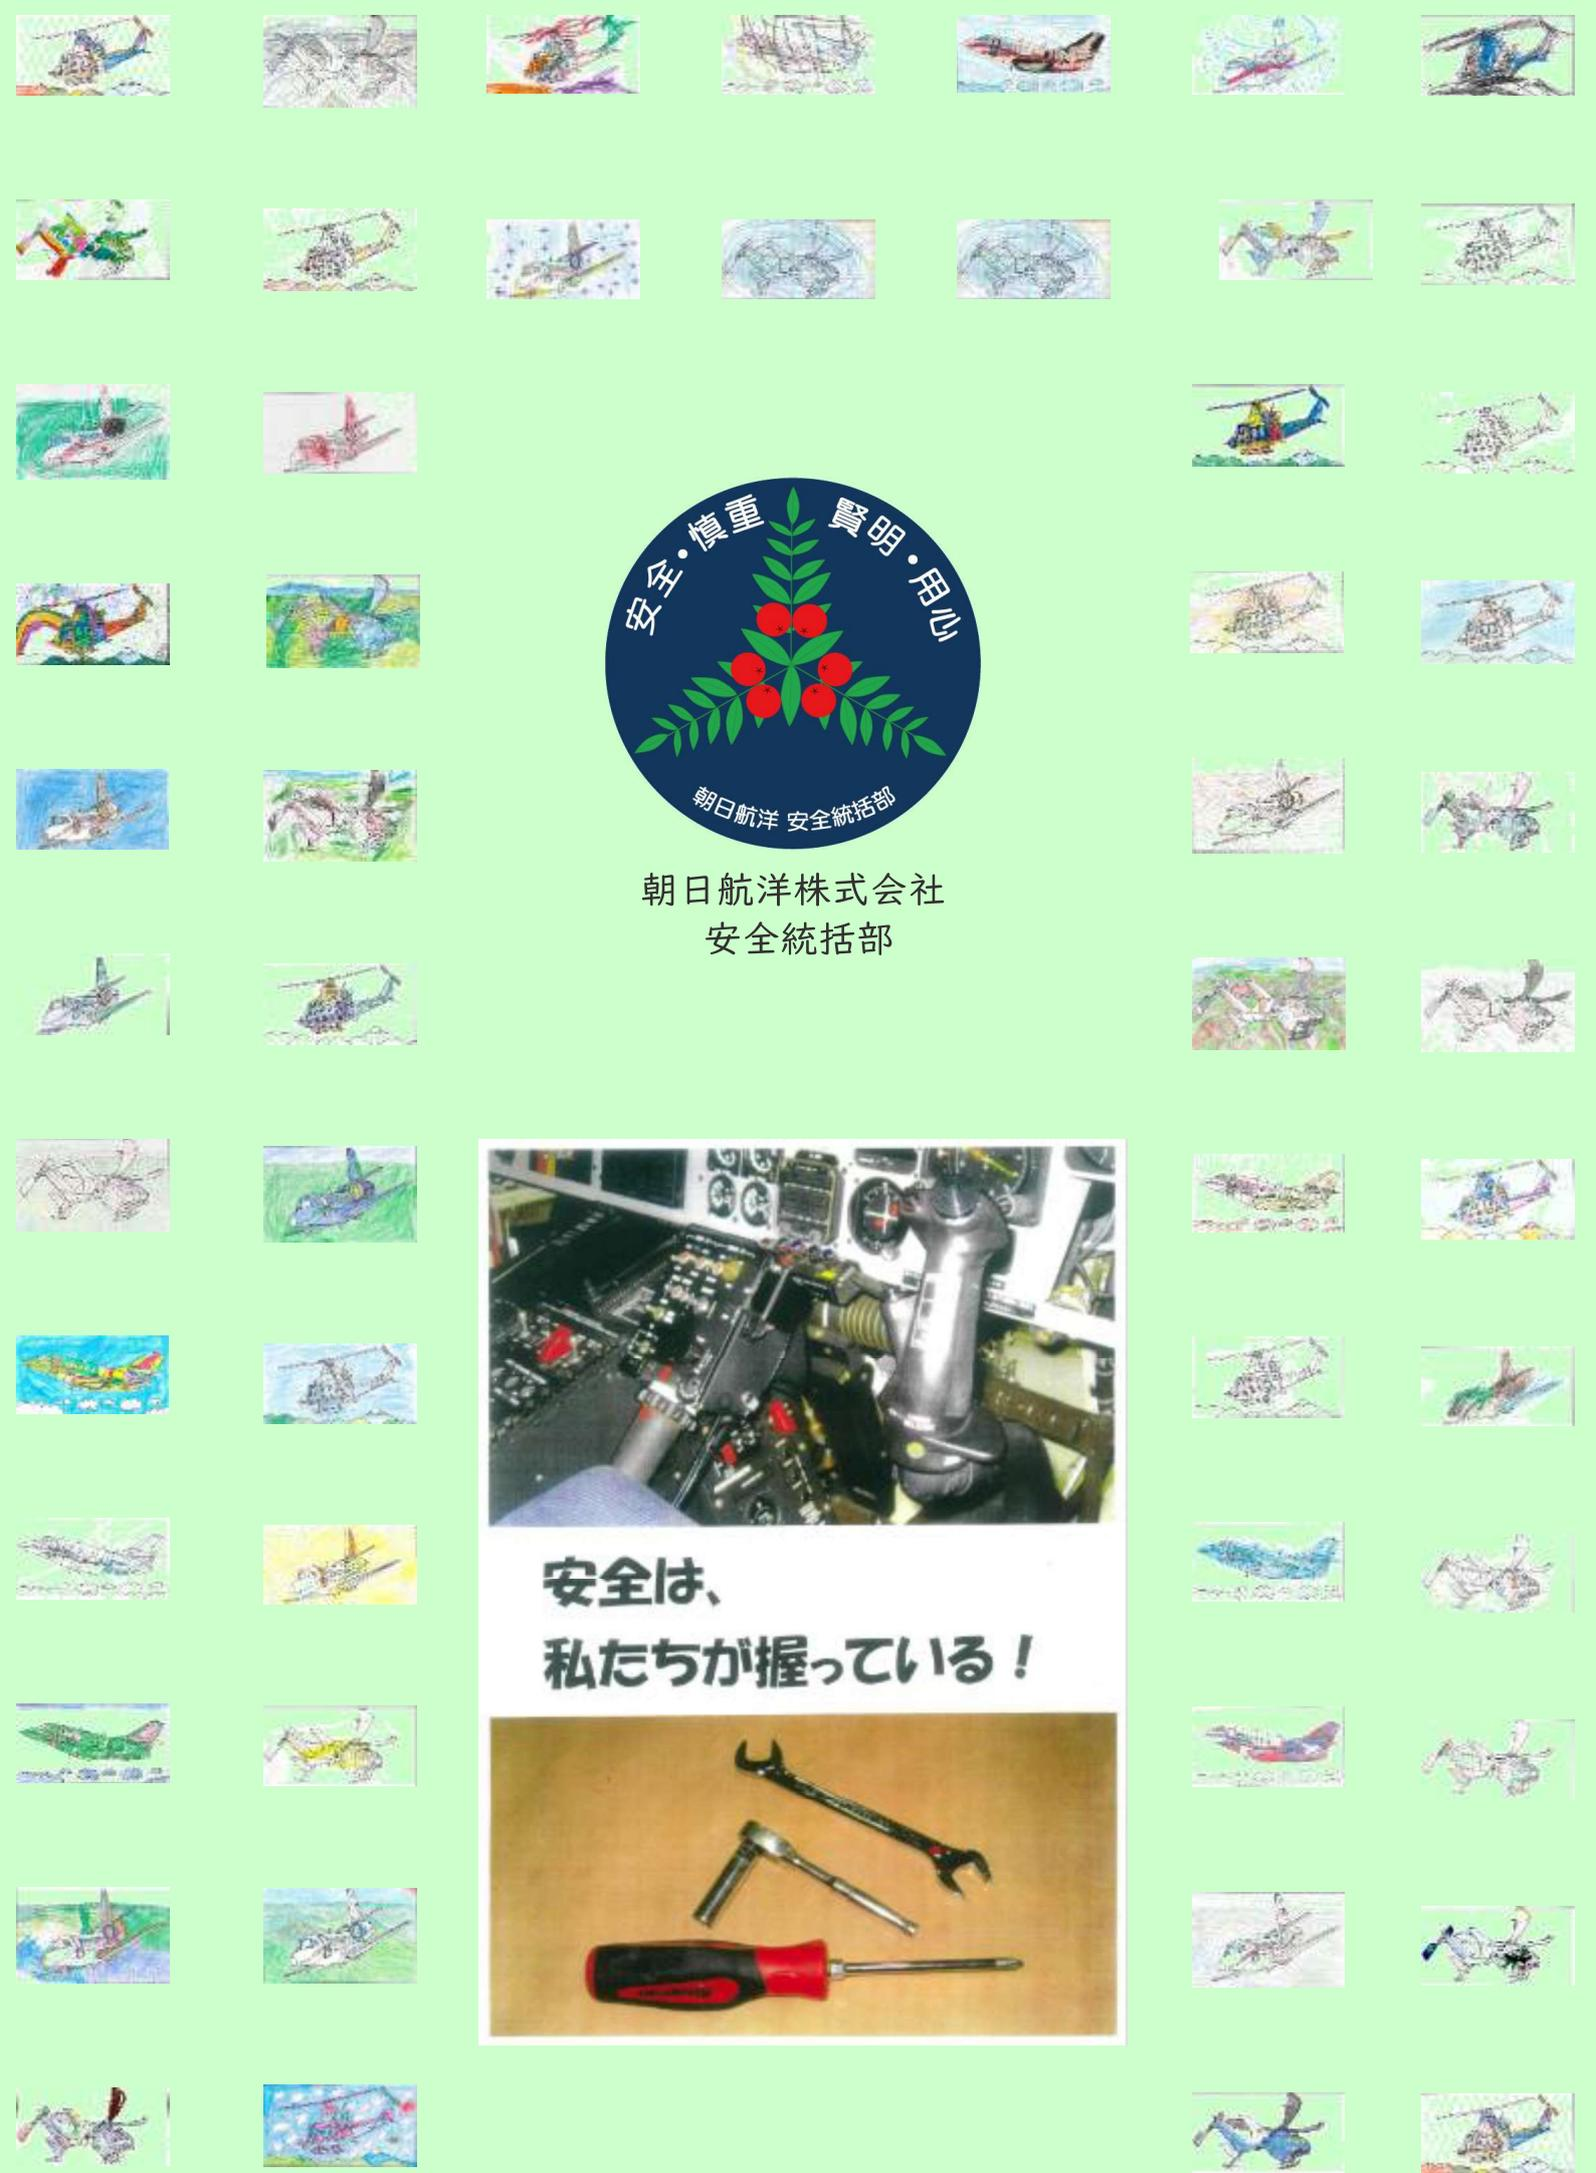 安全・慎重 賢明・用心
朝日航洋 安全統括部
朝日航洋株式会社
安全統括部
安全は、
私たちが握っている！